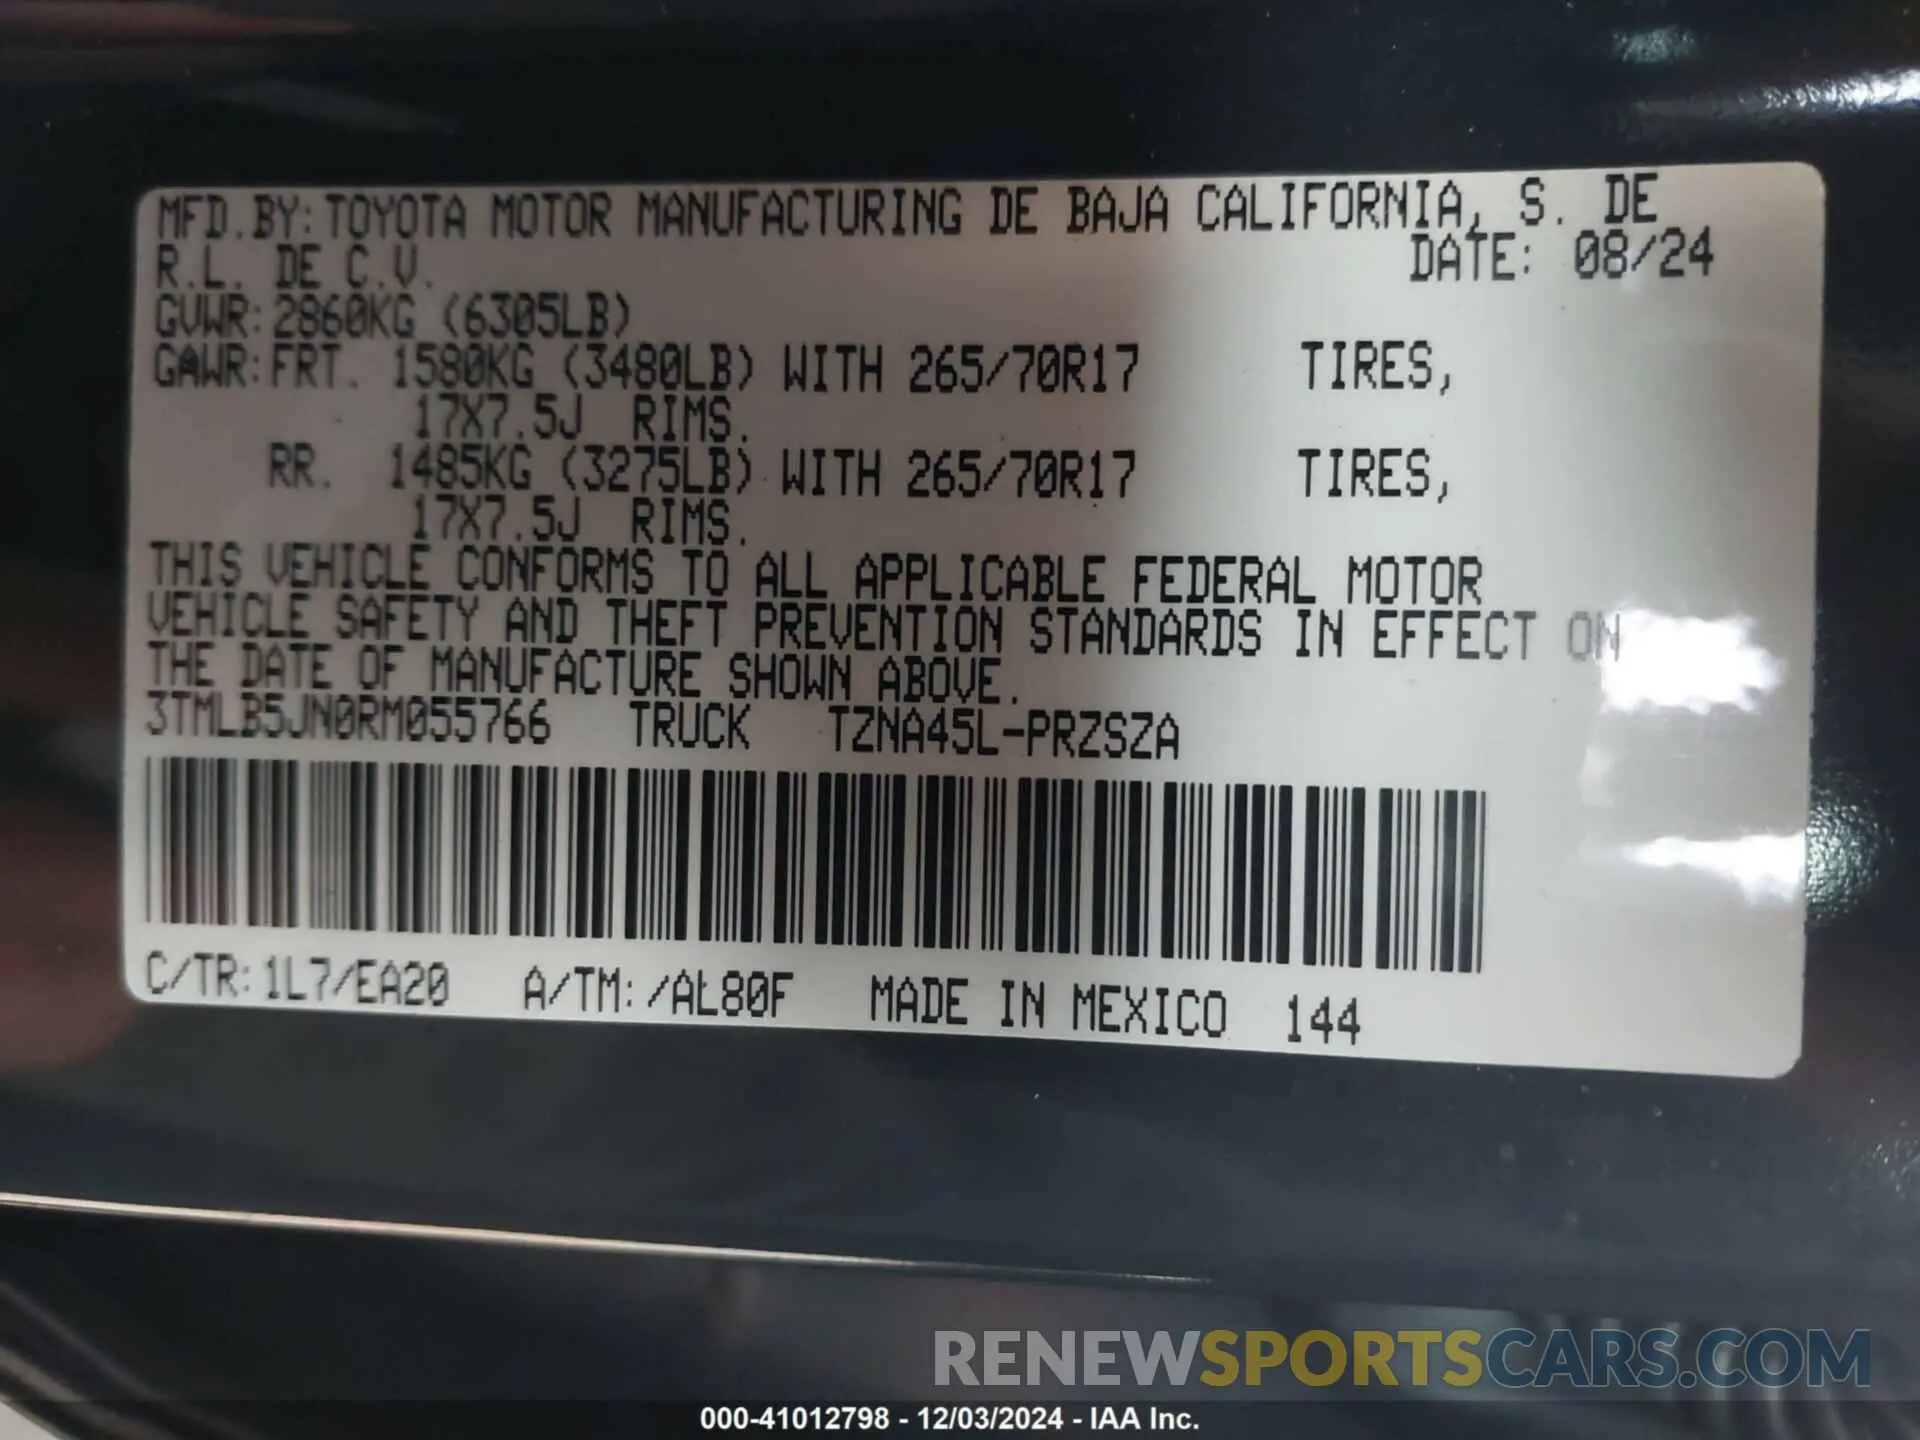 MFD.BY:TOYOTA MOTOR MANUFACTURING DE BAJA CALIFORNIA, S. DE
R.L. DE C.V. DATE: 08/24
GVWR:2860KG (6305LB)
GAWR:FRT. 1580KG (3480LB) WITH 265/70R17 TIRES,
17X7.5J RIMS.
RR. 1485KG (3275LB) WITH 265/70R17 TIRES,
17X7.5J RIMS.
THIS VEHICLE CONFORMS TO ALL APPLICABLE FEDERAL MOTOR
VEHICLE SAFETY AND THEFT PREVENTION STANDARDS IN EFFECT ON
THE DATE OF MANUFACTURE SHOWN ABOVE.
3TMLB5JN0RM055766 TRUCK TZNA45L-PRZSZA
C/TR:1L7/EA20 A/TM:/AL80F MADE IN MEXICO 144
RENEWSPORTSCARS.COM
000-41012798 - 12/03/2024 - IAA Inc.